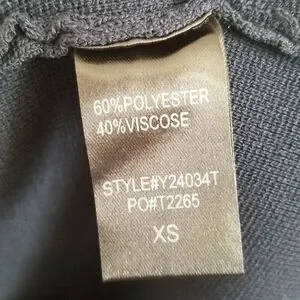 60%POLYESTER
40%VISCOSE
STYLE#Y24034T
PO#T2265
XS